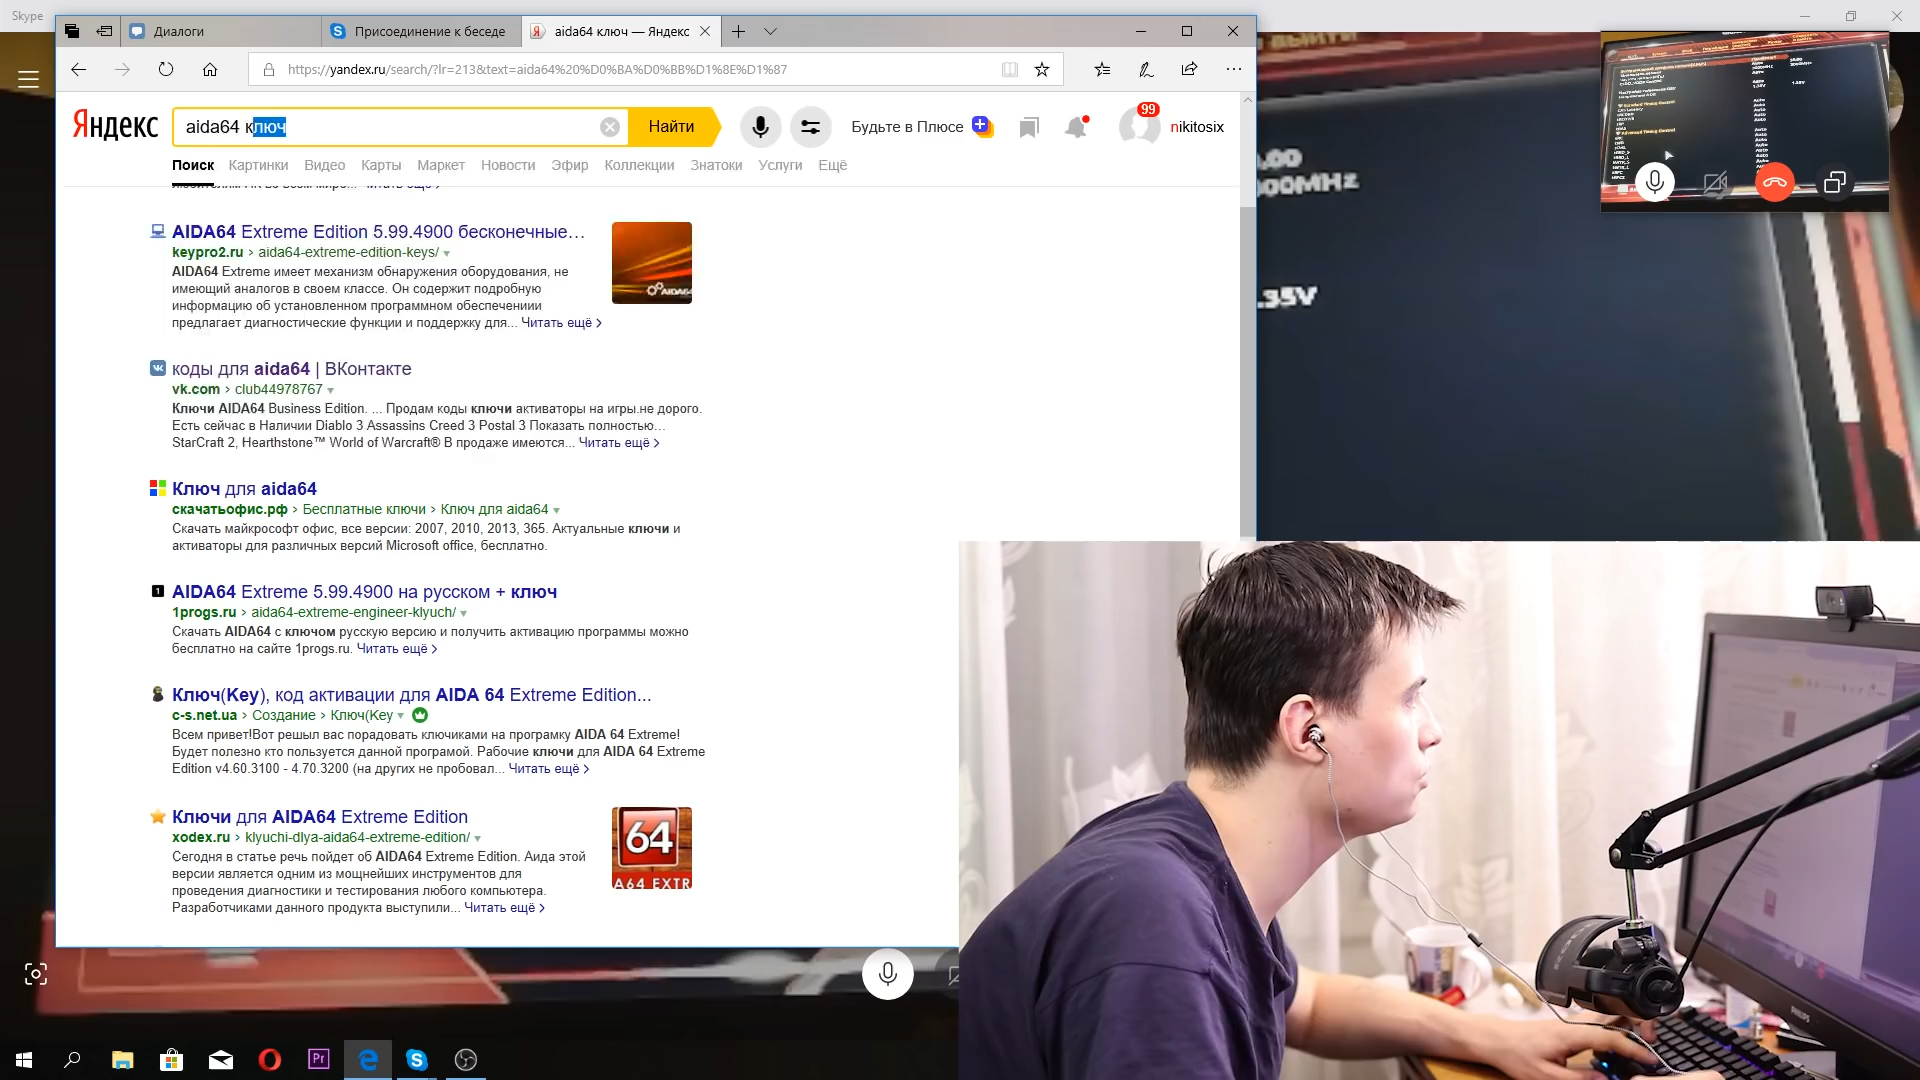 Skype
Диалоги
Присоединение к беседе
aida64 ключ — Яндекс
https://yandex.ru/search/?lr=213&text=aida64%20%D0%BA%D0%BB%D1%8E%D1%87
Яндекс
aida64 ключ
Найти
Будьте в Плюсе
99
nikitosix
Поиск
Картинки
Видео
Карты
Маркет
Новости
Эфир
Коллекции
Знатоки
Услуги
Ещё
AIDA64 Extreme Edition 5.99.4900 бесконечные…
keypro2.ru › aida64-extreme-edition-keys/
AIDA64 Extreme имеет механизм обнаружения оборудования, не
имеющий аналогов в своем классе. Он содержит подробную
информацию об установленном программном обеспечениии
предлагает диагностические функции и поддержку для... Читать ещё >
AIDA64
коды для aida64 | ВКонтакте
vk.com › club44978767
Ключи AIDA64 Business Edition. ... Продам коды ключи активаторы на игры.не дорого.
Есть сейчас в Наличии Diablo 3 Assassins Creed 3 Postal 3 Показать полностью…
StarCraft 2, Hearthstone™ World of Warcraft® В продаже имеются... Читать ещё >
Ключ для aida64
скачатьофис.рф › Бесплатные ключи › Ключ для aida64
Скачать майкрософт офис, все версии: 2007, 2010, 2013, 365. Актуальные ключи и
активаторы для различных версий Microsoft office, бесплатно.
AIDA64 Extreme 5.99.4900 на русском + ключ
1progs.ru › aida64-extreme-engineer-klyuch/
Скачать AIDA64 с ключом русскую версию и получить активацию программы можно
бесплатно на сайте 1progs.ru. Читать ещё >
Ключ(Key), код активации для AIDA 64 Extreme Edition...
c-s.net.ua › Создание › Ключ(Key
Всем привет!Вот решыл вас порадовать ключиками на програмку AIDA 64 Extreme!
Будет полезно кто пользуется данной програмой. Рабочие ключи для AIDA 64 Extreme
Edition v4.60.3100 - 4.70.3200 (на других не пробовал... Читать ещё >
Ключи для AIDA64 Extreme Edition
xodex.ru › klyuchi-dlya-aida64-extreme-edition/
Сегодня в статье речь пойдет об AIDA64 Extreme Edition. Аида этой
версии является одним из мощнейших инструментов для
проведения диагностики и тестирования любого компьютера.
Разработчиками данного продукта выступили... Читать ещё >
64
A64 EXTR
.35V
Pr
PHILIPS